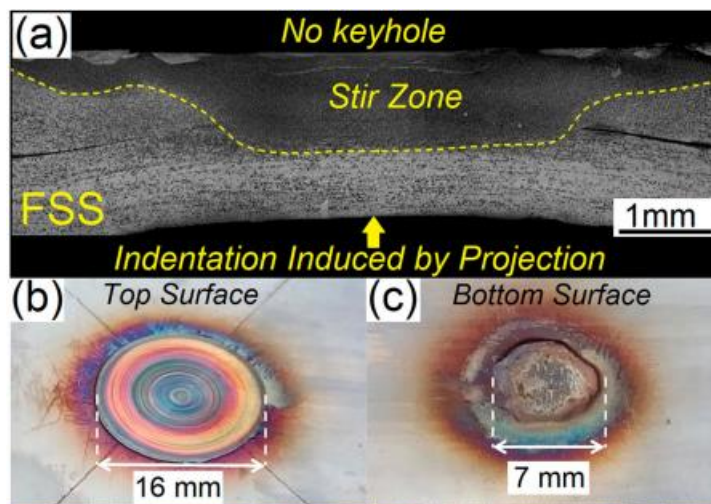 (a)
No keyhole
Stir Zone
FSS
1mm
Indentation Induced by Projection
(b)
Top Surface
16 mm
(c)
Bottom Surface
7 mm